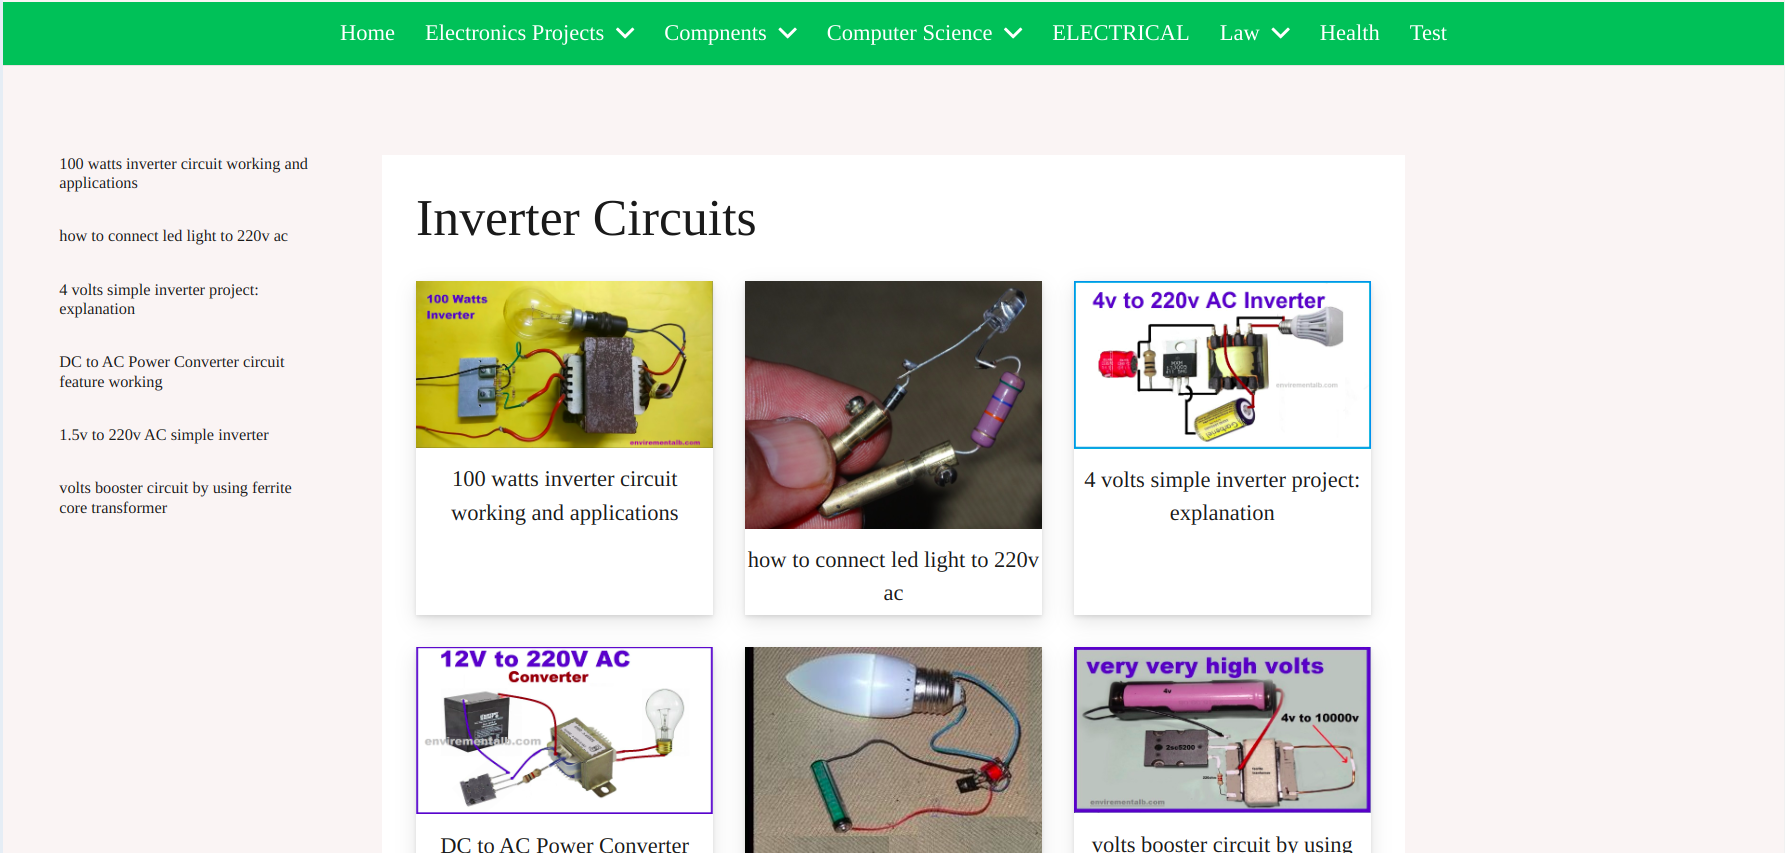 Home Electronics Projects Compnents Computer Science ELECTRICAL Law Health Test
100 watts inverter circuit working and
applications
how to connect led light to 220v ac
4 volts simple inverter project:
explanation
DC to AC Power Converter circuit
feature working
1.5v to 220v AC simple inverter
volts booster circuit by using ferrite
core transformer
Inverter Circuits
100 Watts
Inverter
envirementalb.com
100 watts inverter circuit
working and applications
how to connect led light to 220v
ac
4v to 220v AC Inverter
envirementalb.com
4 volts simple inverter project:
explanation
12V to 220V AC
Converter
envirementalb.com
DC to AC Power Converter
very very high volts
4v
4v to 10000v
2sc5200
envirementalb.com
volts booster circuit by using